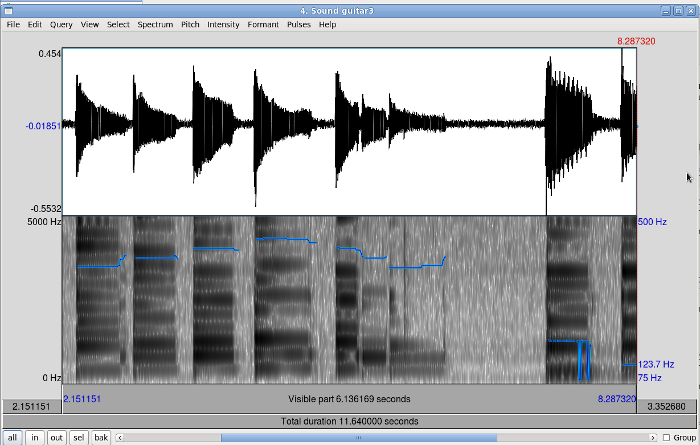 4. Sound guitar3
File Edit Query View Select Spectrum Pitch Intensity Formant Pulses Help
8.287320
0.454
-0.01851
-0.5532
5000 Hz
500 Hz
123.7 Hz
0 Hz
75 Hz
2.151151
Visible part 6.136169 seconds
8.287320
2.151151
3.352680
Total duration 11.640000 seconds
all in out sel bak
Group